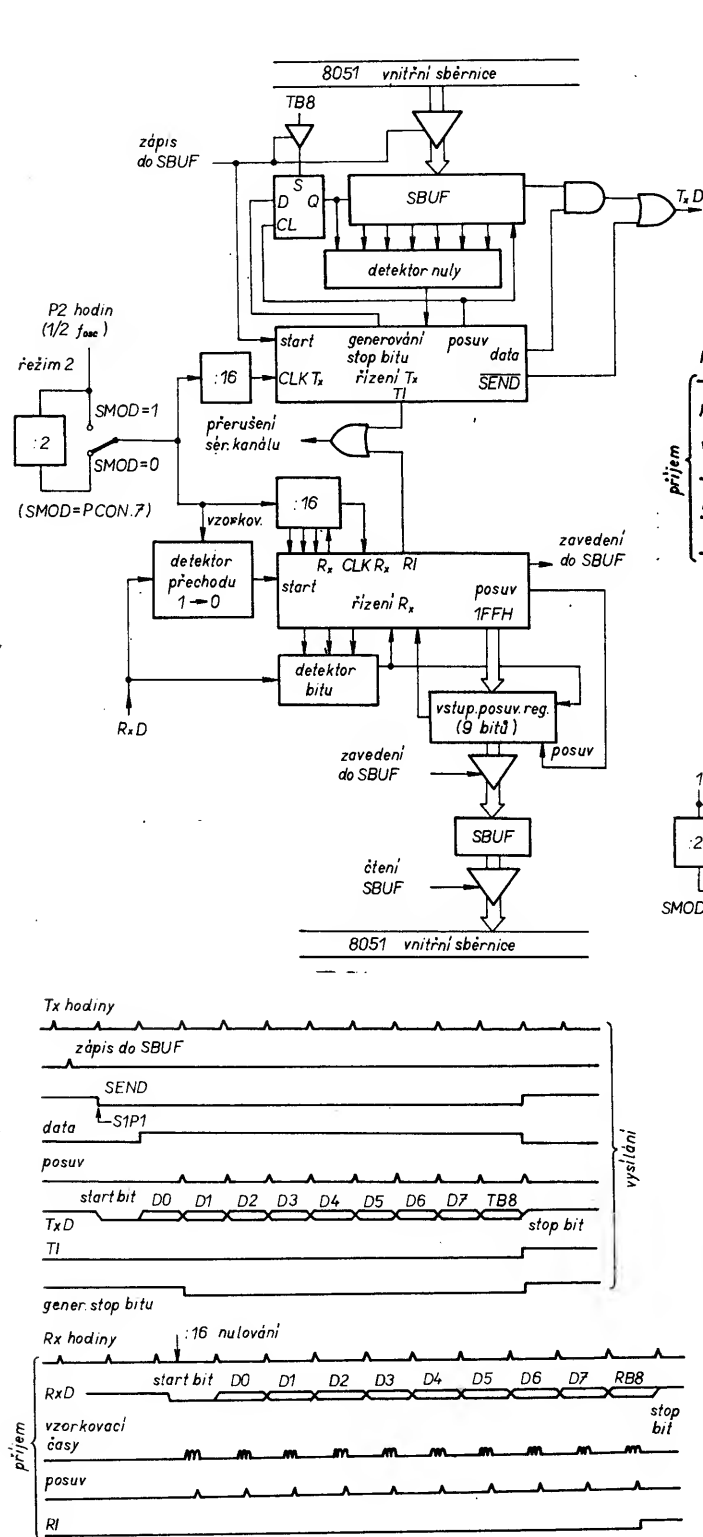 8051 vnitřní sběrnice
TB8
zápis
do SBUF
S
D Q
CL
SBUF
TxD
detektor nuly
P2 hodin
(1/2 fosc)
řežim 2
start
generování
stop bitu
posuv
data
:16
CLK Tx
řízení Tx
SEND
TI
SMOD=1
:2
SMOD=0
přerušení
sér. kanálu
(SMOD=PCON.7)
:16
vzorkov.
příjem
zavedení
do SBUF
Rx CLK Rx RI
detektor
přechodu
1→0
start
řízení Rx
posuv
1FFH
detektor
bitu
RxD
vstup. posuv. reg.
(9 bitů)
posuv
zavedení
do SBUF
SBUF
:2
SMOD
čtení
SBUF
8051 vnitřní sběrnice
Tx hodiny
zápis do SBUF
SEND
S1P1
data
posuv
start bit D0 D1 D2 D3 D4 D5 D6 D7 TB8
TxD
stop bit
TI
gener. stop bitu
vysílání
Rx hodiny
:16 nulování
start bit D0 D1 D2 D3 D4 D5 D6 D7 RB8
RxD
stop
bit
vzorkovací
časy
posuv
RI
příjem